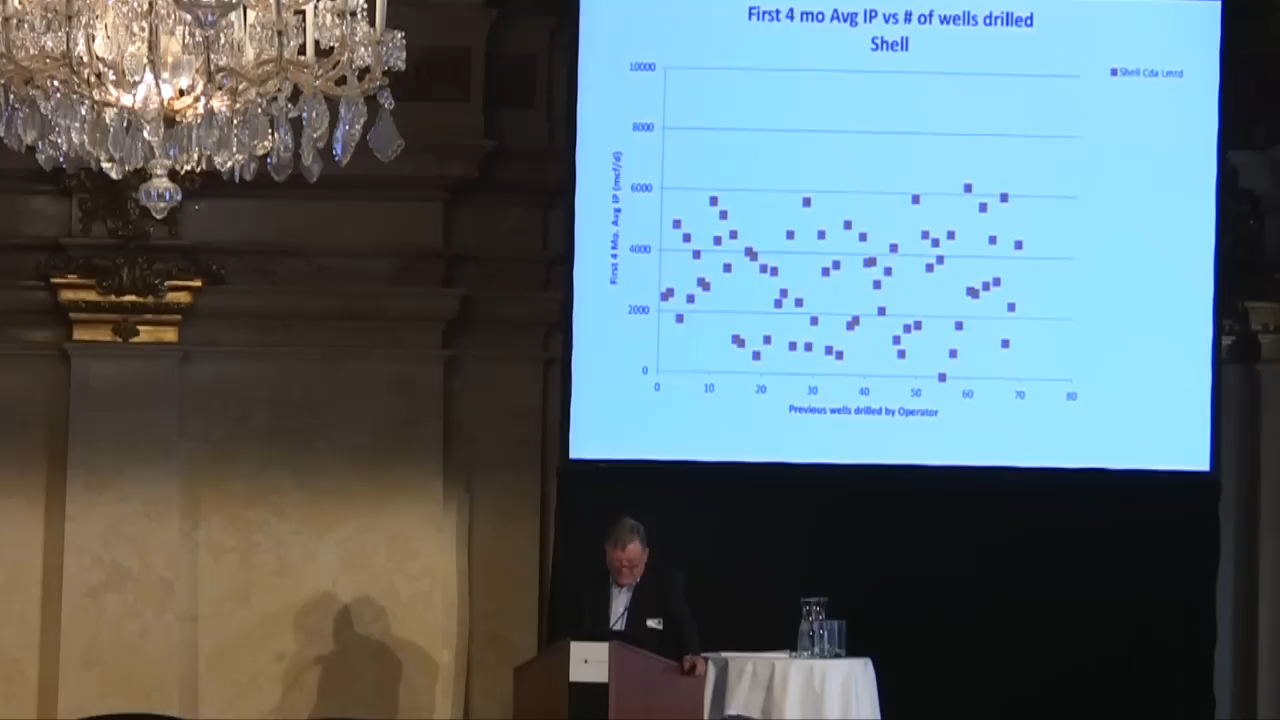 First 4 mo Avg IP vs # of wells drilled
Shell
Shell Cda Lmtd
First 4 Mo. Avg IP (mcf/d)
10000
8000
6000
4000
2000
0
0 10 20 30 40 50 60 70 80
Previous wells drilled by Operator